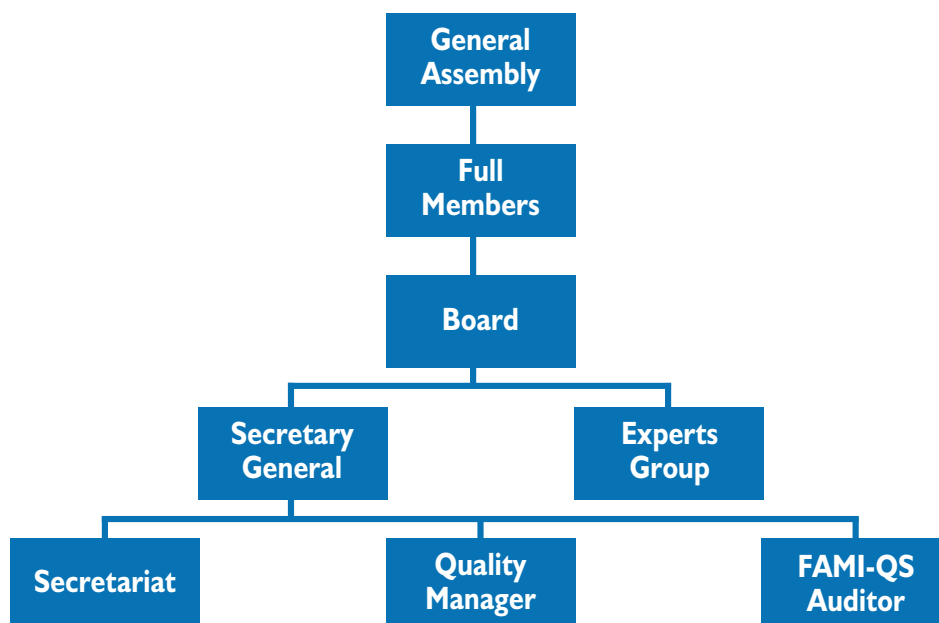 General
Assembly
Full
Members
Board
Secretary
General
Experts
Group
Secretariat
Quality
Manager
FAMI-QS
Auditor